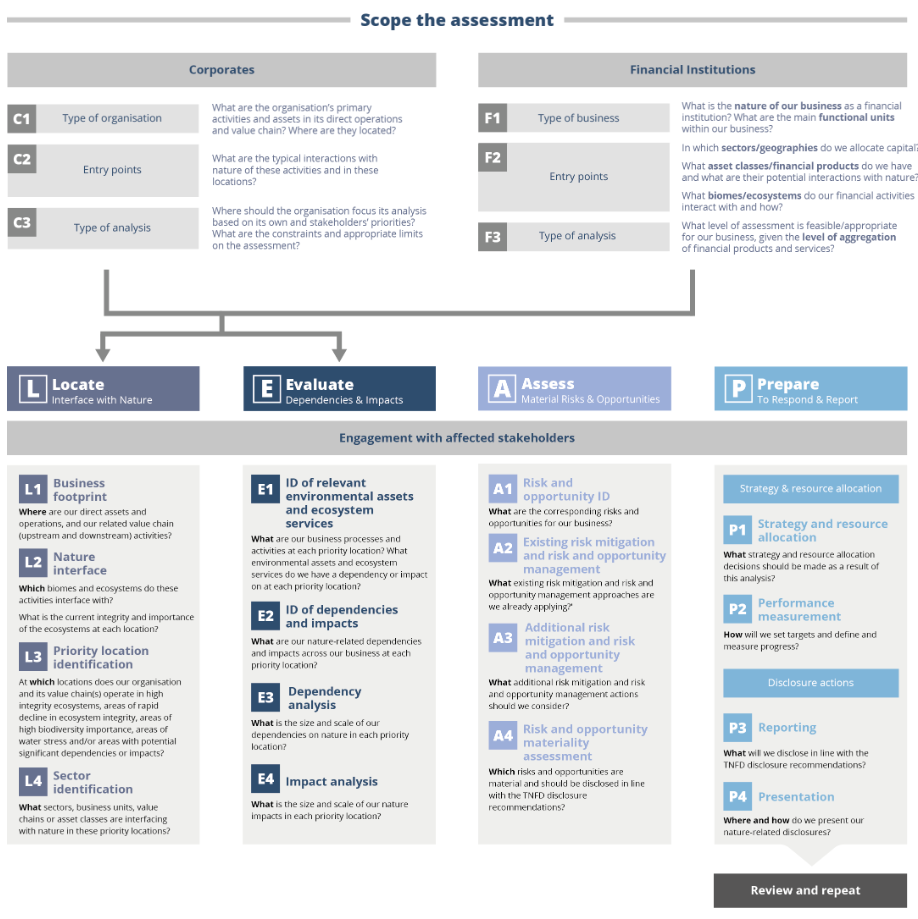 Scope the assessment
Corporates
C1
Type of organisation
What are the organisation's primary
activities and assets in its direct operations
and value chain? Where are they located?
C2
Entry points
What are the typical interactions with
nature of these activities and in these
locations?
C3
Type of analysis
Where should the organisation focus its analysis
based on its own and stakeholders' priorities?
What are the constraints and appropriate limits
on the assessment?
Financial Institutions
F1
Type of business
What is the nature of our business as a financial
institution? What are the main functional units
within our business?
F2
Entry points
In which sectors/geographies do we allocate capital?
What asset classes/financial products do we have
and what are their potential interactions with nature?
What biomes/ecosystems do our financial activities
interact with and how?
F3
Type of analysis
What level of assessment is feasible/appropriate
for our business, given the level of aggregation
of financial products and services?
L Locate
Interface with Nature
E Evaluate
Dependencies & Impacts
A Assess
Material Risks & Opportunities
P Prepare
To Respond & Report
Engagement with affected stakeholders
L1 Business
footprint
Where are our direct assets and
operations, and our related value chain
(upstream and downstream) activities?
L2 Nature
interface
Which biomes and ecosystems do these
activities interface with?
What is the current integrity and importance
of the ecosystems at each location?
L3 Priority location
identification
At which locations does our organisation
and its value chain(s) operate in high
integrity ecosystems, areas of rapid
decline in ecosystem integrity, areas of
high biodiversity importance, areas of
water stress and/or areas with potential
significant dependencies or impacts?
L4 Sector
identification
What sectors, business units, value
chains or asset classes are interfacing
with nature in these priority locations?
E1 ID of relevant
environmental assets
and ecosystem
services
What are our business processes and
activities at each priority location? What
environmental assets and ecosystem
services do we have a dependency or impact
on at each priority location?
E2 ID of dependencies
and impacts
What are our nature-related dependencies
and impacts across our business at each
priority location?
E3 Dependency
analysis
What is the size and scale of our
dependencies on nature in each priority
location?
E4 Impact analysis
What is the size and scale of our nature
impacts in each priority location?
A1 Risk and
opportunity ID
What are the corresponding risks and
opportunities for our business?
A2 Existing risk mitigation
and risk and opportunity
management
What existing risk mitigation and risk and
opportunity management approaches are
we already applying?'
A3 Additional risk
mitigation and risk
and opportunity
management
What additional risk mitigation and risk
and opportunity management actions
should we consider?
A4 Risk and opportunity
materiality
assessment
Which risks and opportunities are
material and should be disclosed in line
with the TNFD disclosure
recommendations?
Strategy & resource allocation
P1 Strategy and resource
allocation
What strategy and resource allocation
decisions should be made as a result of
this analysis?
P2 Performance
measurement
How will we set targets and define and
measure progress?
Disclosure actions
P3 Reporting
What will we disclose in line with the
TNFD disclosure recommendations?
P4 Presentation
Where and how do we present our
nature-related disclosures?
Review and repeat